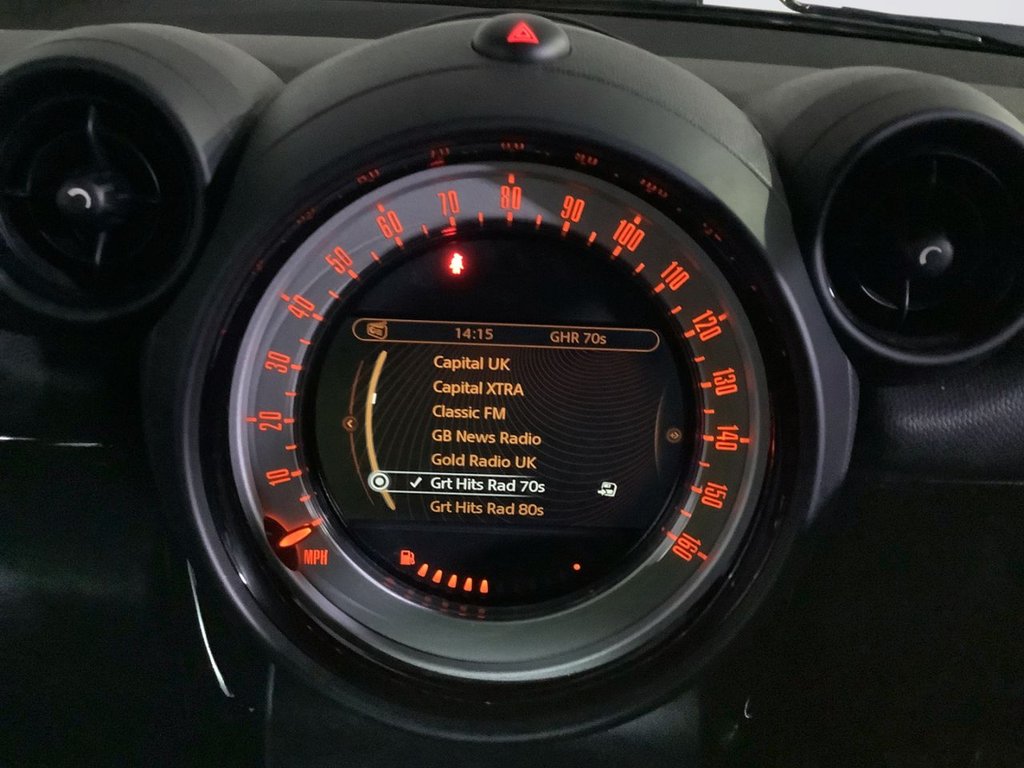 10
20
30
40
50
60
70
80
90
100
110
120
130
140
150
160
MPH
14:15 GHR 70s
Capital UK
Capital XTRA
Classic FM
GB News Radio
Gold Radio UK
Grt Hits Rad 70s
Grt Hits Rad 80s